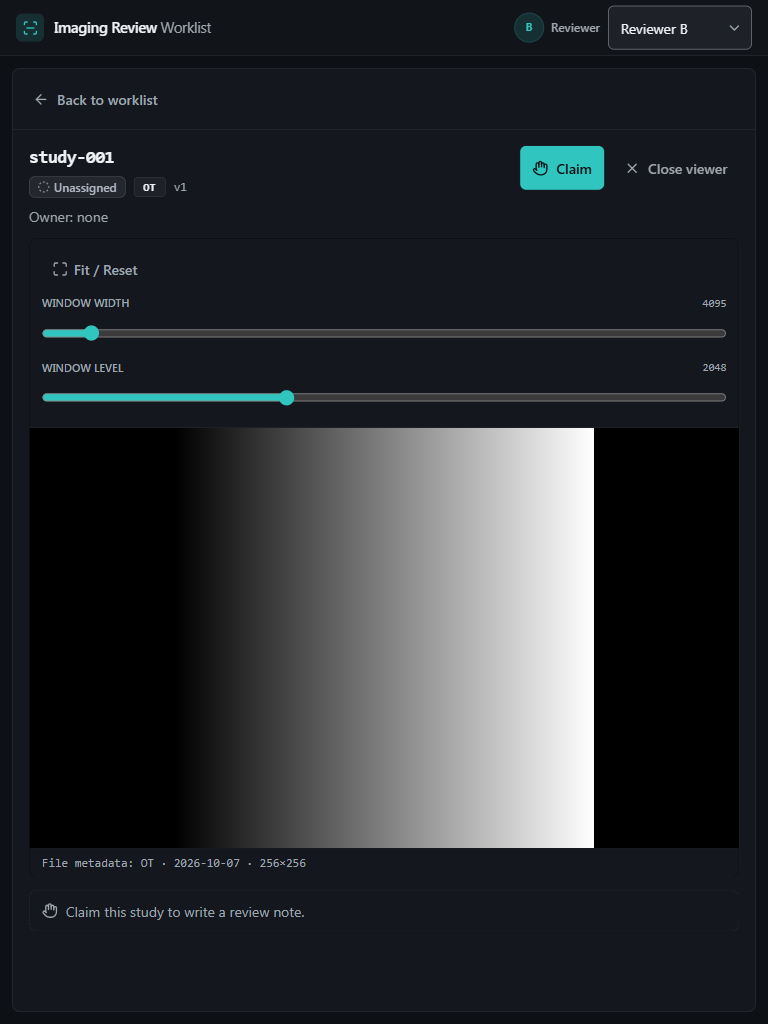 Imaging Review Worklist
B Reviewer Reviewer B
Back to worklist
study-001
Claim
Close viewer
Unassigned OT v1
Owner: none
Fit / Reset
WINDOW WIDTH 4095
WINDOW LEVEL 2048
File metadata: OT · 2026-10-07 · 256×256
Claim this study to write a review note.